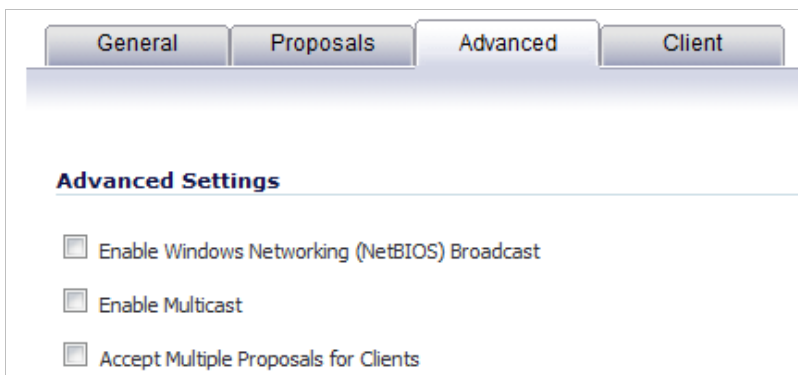 General Proposals Advanced Client
Advanced Settings
Enable Windows Networking (NetBIOS) Broadcast
Enable Multicast
Accept Multiple Proposals for Clients